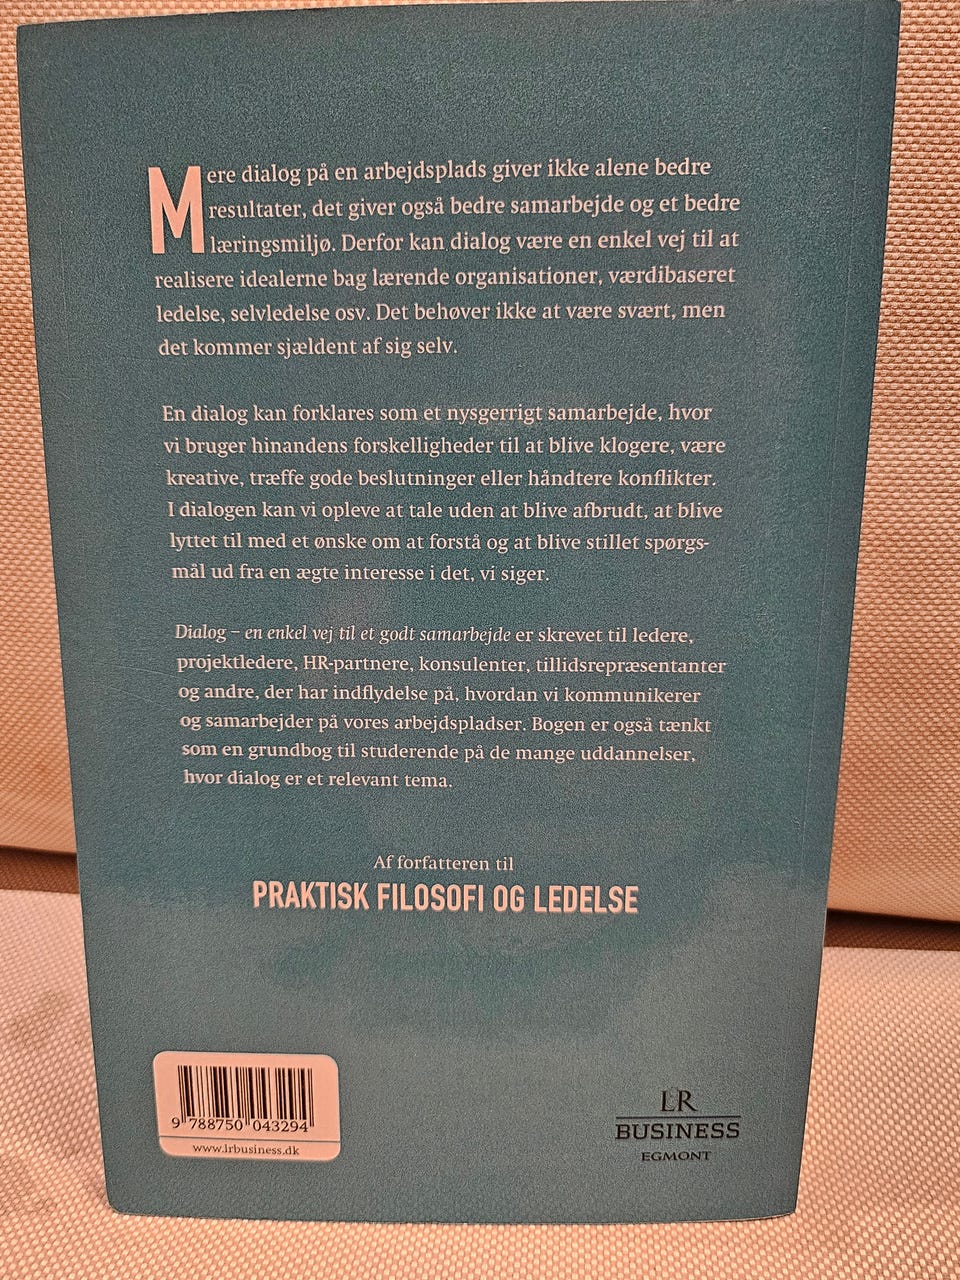 Mere dialog på en arbejdsplads giver ikke alene bedre
resultater, det giver også bedre samarbejde og et bedre
læringsmiljø. Derfor kan dialog være en enkel vej til at
realisere idealerne bag lærende organisationer, værdibaseret
ledelse, selvledelse osv. Det behøver ikke at være svært, men
det kommer sjældent af sig selv.
En dialog kan forklares som et nysgerrigt samarbejde, hvor
vi bruger hinandens forskelligheder til at blive klogere, være
kreative, træffe gode beslutninger eller håndtere konflikter.
I dialogen kan vi opleve at tale uden at blive afbrudt, at blive
lyttet til med et ønske om at forstå og at blive stillet spørgs-
mål ud fra en ægte interesse i det, vi siger.
Dialog – en enkel vej til et godt samarbejde er skrevet til ledere,
projektledere, HR-partnere, konsulenter, tillidsrepræsentanter
og andre, der har indflydelse på, hvordan vi kommunikerer
og samarbejder på vores arbejdspladser. Bogen er også tænkt
som en grundbog til studerende på de mange uddannelser,
hvor dialog er et relevant tema.
Af forfatteren til
PRAKTISK FILOSOFI OG LEDELSE
9 788750 043294
www.lrbusiness.dk
LR
BUSINESS
EGMONT